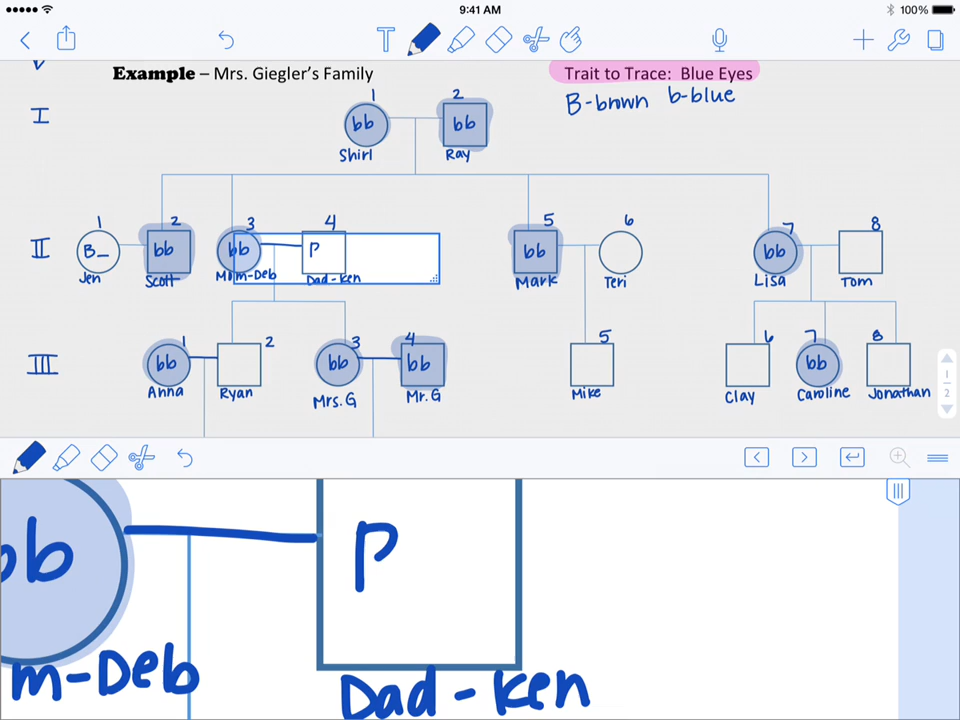 9:41 AM
100%
T
V
Example – Mrs. Giegler's Family
Trait to Trace: Blue Eyes
B-brown b-blue
1 2
I
bb bb
Shirl Ray
1 2 3 4 5 6 7 8
II
B_ bb bb P bb bb
Jen Scott Mom-Deb Dad-Ken Mark Teri Lisa Tom
1 2 3 4 5 6 7 8
III
bb bb bb bb
Anna Ryan Mrs. G Mr. G Mike Clay Caroline Jonathan
1
2
bb P
m-Deb Dad-Ken